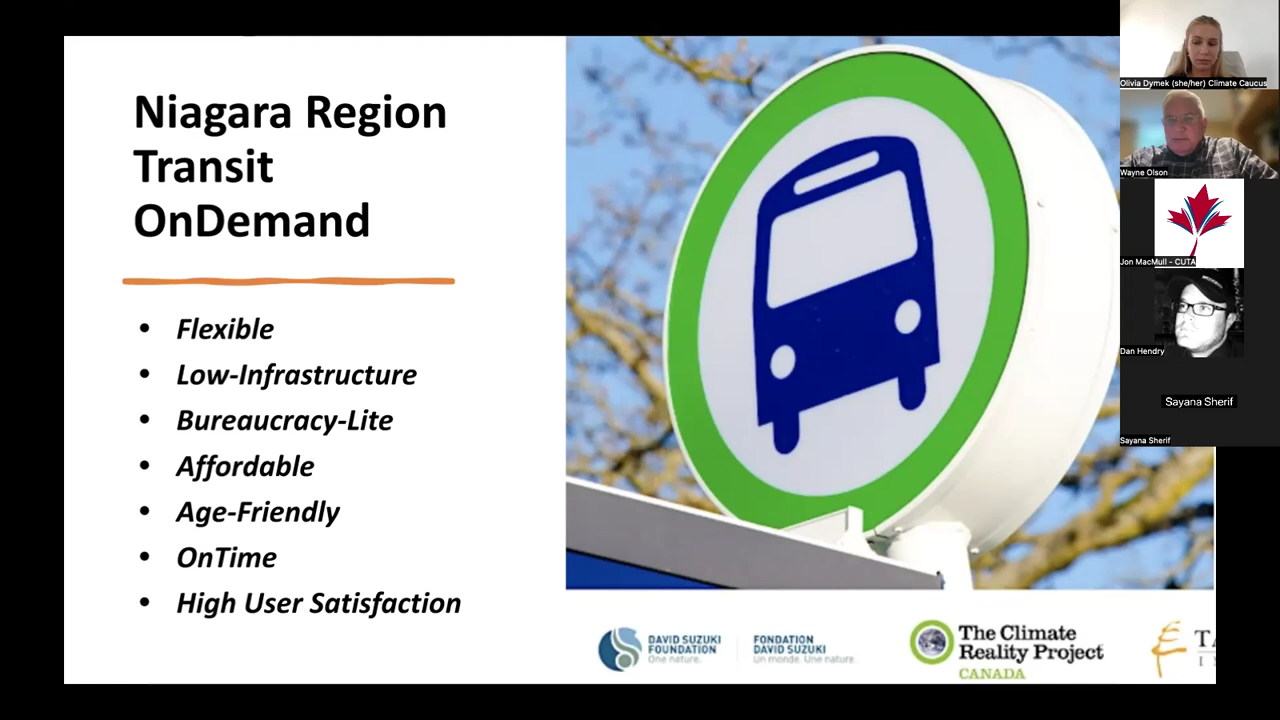 Niagara Region
Transit
OnDemand
• Flexible
• Low-Infrastructure
• Bureaucracy-Lite
• Affordable
• Age-Friendly
• OnTime
• High User Satisfaction
DAVID SUZUKI
FOUNDATION
One nature.
FONDATION
DAVID SUZUKI
Un monde. Une nature.
The Climate
Reality Project
CANADA
Olivia Dymek (she/her) Climate Caucus
Wayne Olson
Jon MacMull - CUTA
Dan Hendry
Sayana Sherif
Sayana Sherif